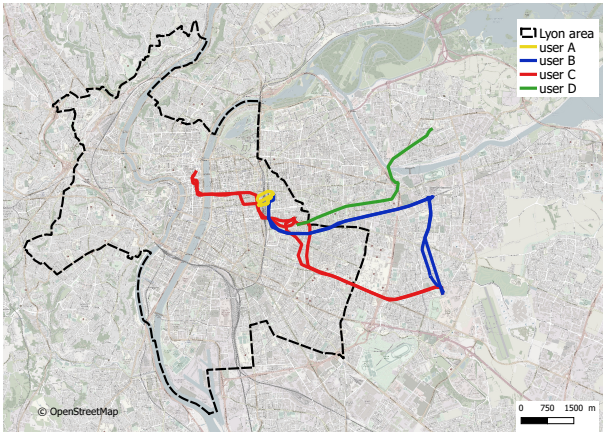 Lyon area
user A
user B
user C
user D
© OpenStreetMap
0 750 1500 m